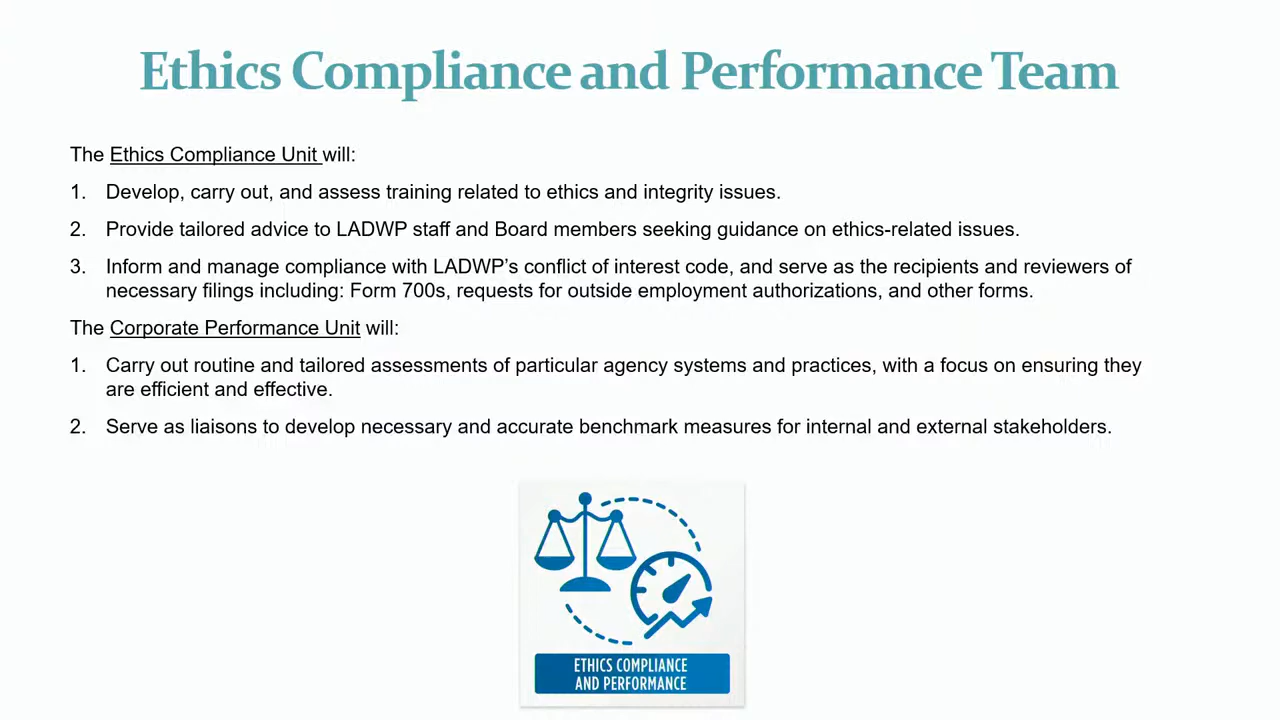 Ethics Compliance and Performance Team
The Ethics Compliance Unit will:
1. Develop, carry out, and assess training related to ethics and integrity issues.
2. Provide tailored advice to LADWP staff and Board members seeking guidance on ethics-related issues.
3. Inform and manage compliance with LADWP's conflict of interest code, and serve as the recipients and reviewers of
necessary filings including: Form 700s, requests for outside employment authorizations, and other forms.
The Corporate Performance Unit will:
1. Carry out routine and tailored assessments of particular agency systems and practices, with a focus on ensuring they
are efficient and effective.
2. Serve as liaisons to develop necessary and accurate benchmark measures for internal and external stakeholders.
ETHICS COMPLIANCE
AND PERFORMANCE